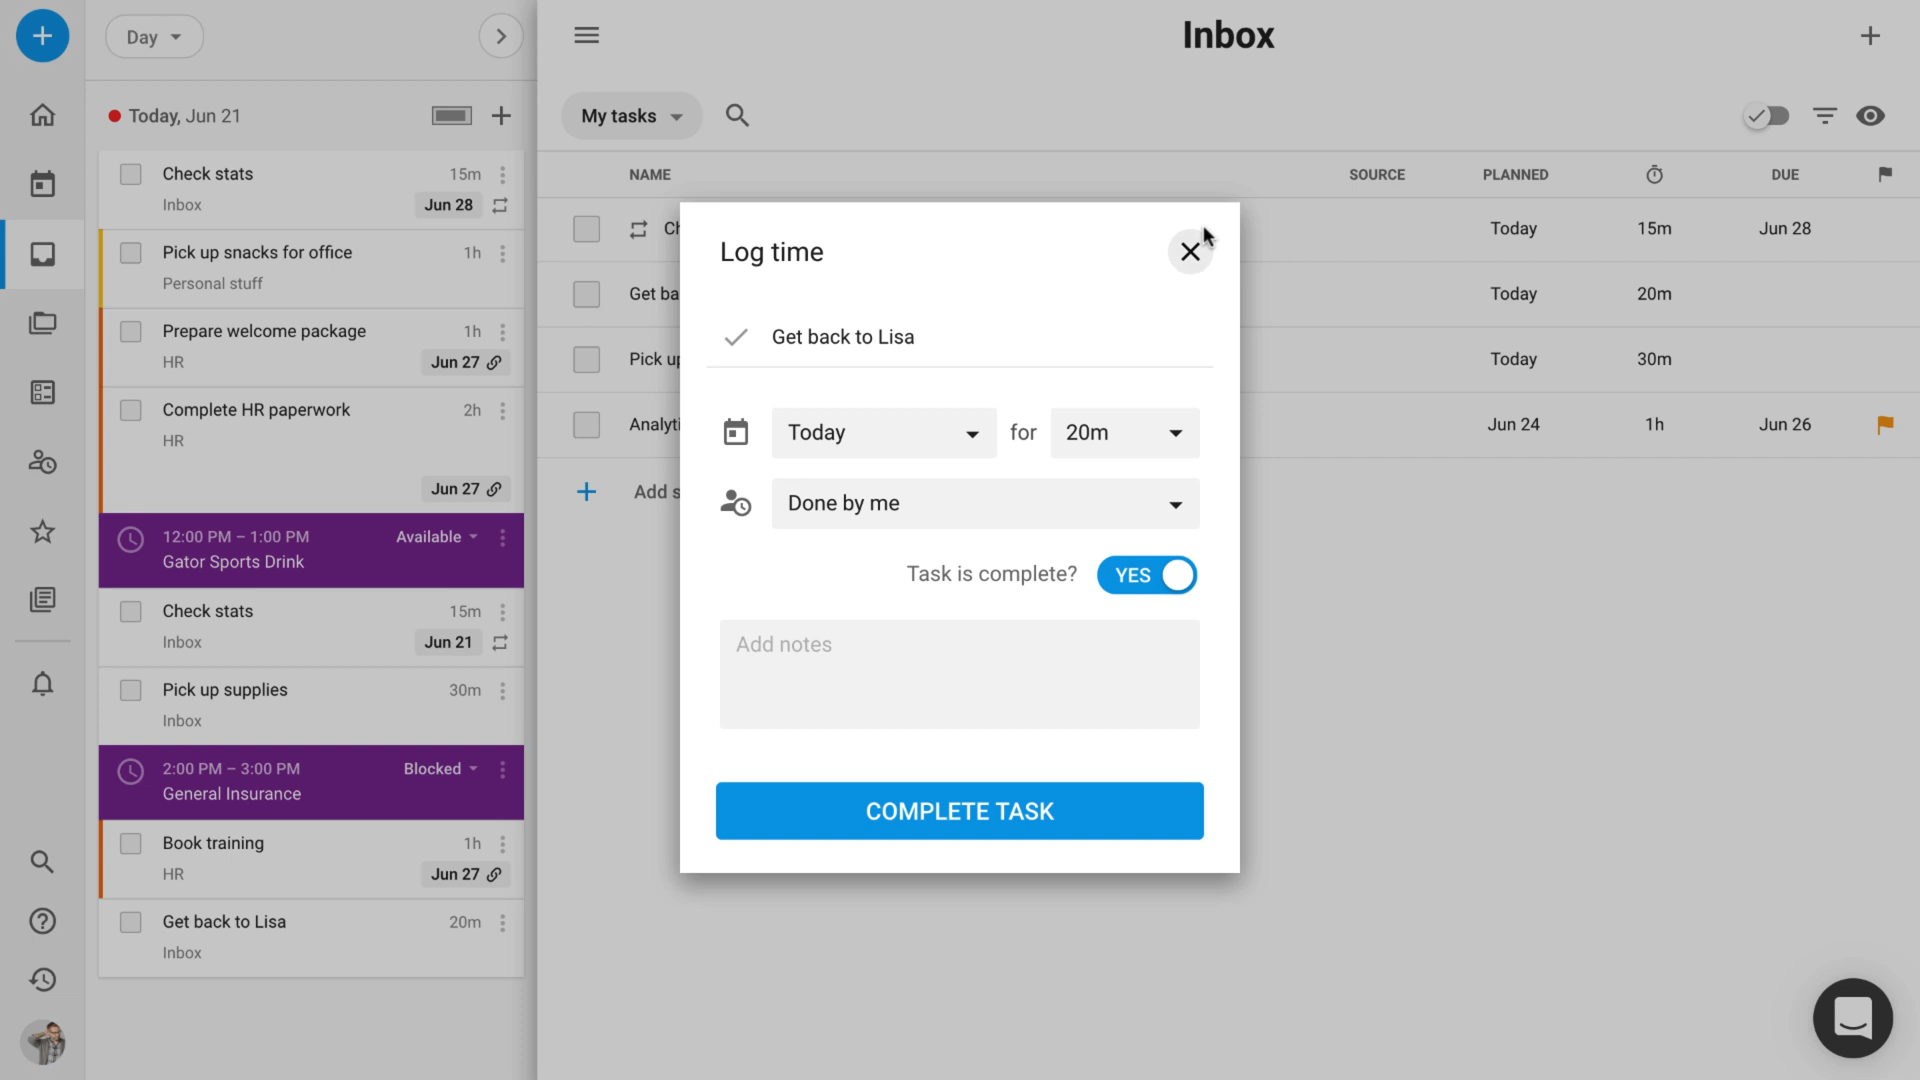 Day
Today, Jun 21
Check stats 15m
Inbox Jun 28
Pick up snacks for office 1h
Personal stuff
Prepare welcome package 1h
HR Jun 27
Complete HR paperwork 2h
HR
Jun 27
12:00 PM – 1:00 PM Available
Gator Sports Drink
Check stats 15m
Inbox Jun 21
Pick up supplies 30m
Inbox
2:00 PM – 3:00 PM Blocked
General Insurance
Book training 1h
HR Jun 27
Get back to Lisa 20m
Inbox
Inbox
My tasks
NAME SOURCE PLANNED DUE
Ch Today 15m Jun 28
Get ba Today 20m
Pick up Today 30m
Analyti Jun 24 1h Jun 26
Add s
Log time
Get back to Lisa
Today for 20m
Done by me
Task is complete? YES
Add notes
COMPLETE TASK